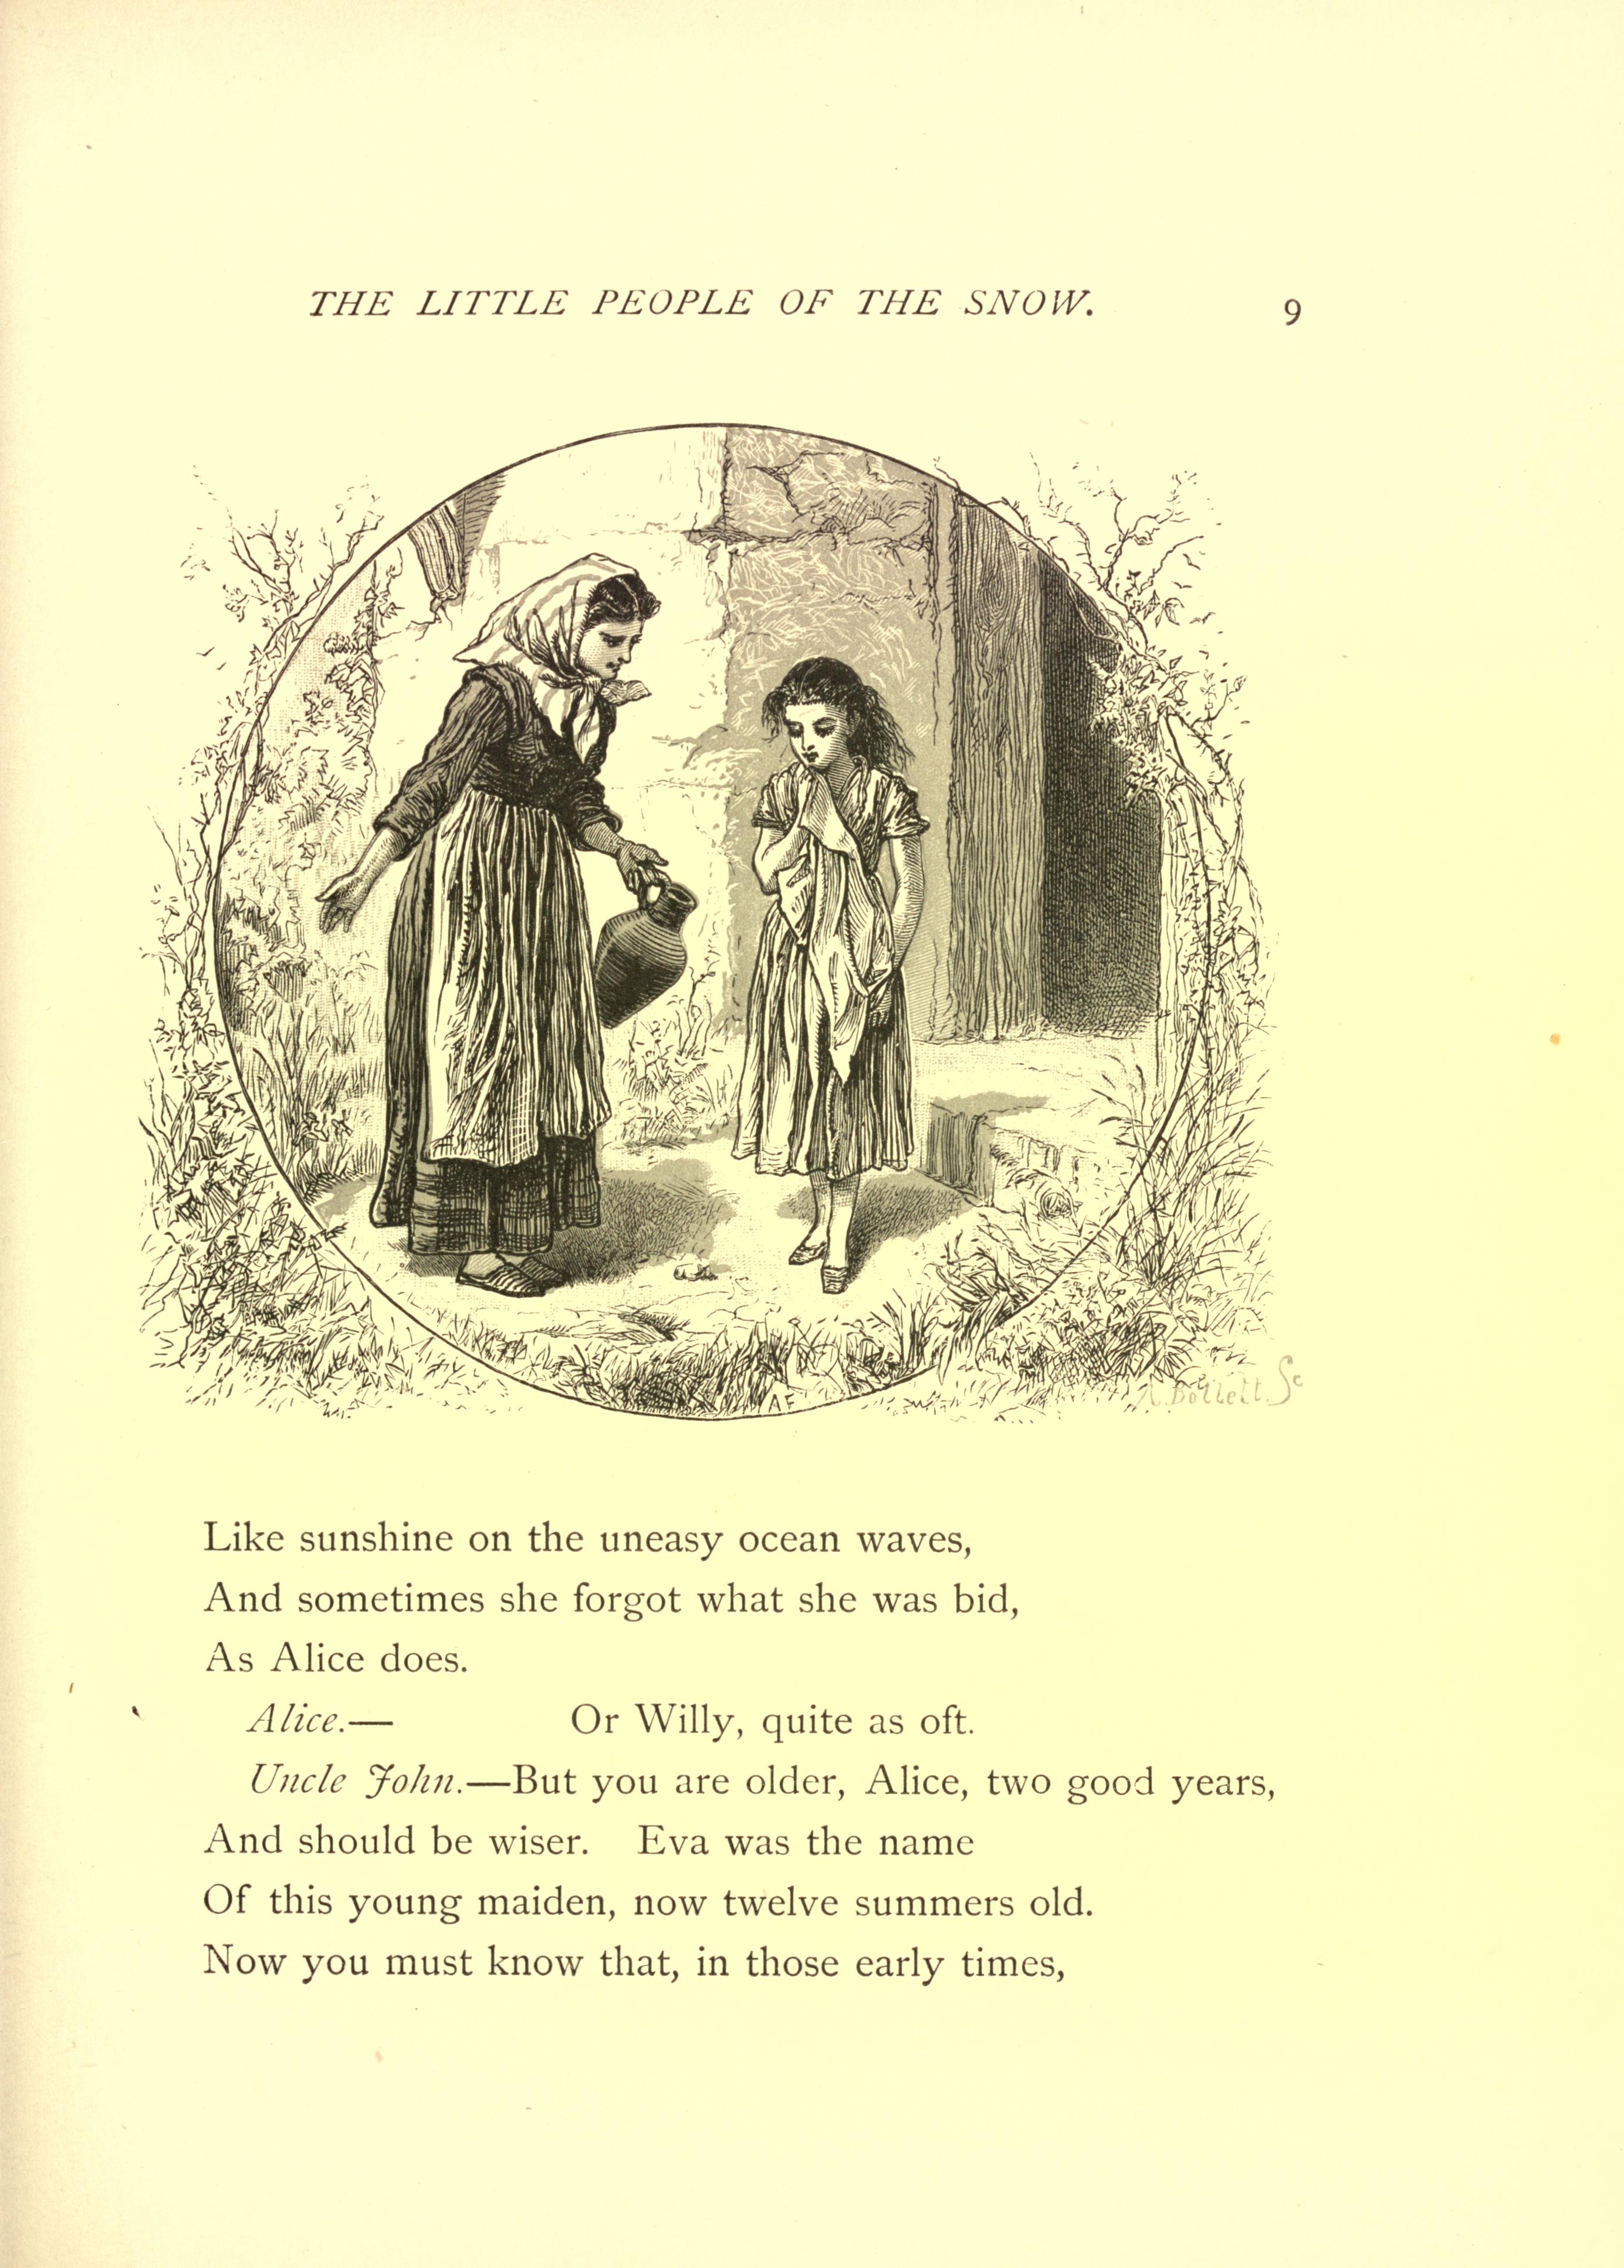 THE LITTLE PEOPLE OF THE SNOW. 9
AF
Sc
Like sunshine on the uneasy ocean waves,
And sometimes she forgot what she was bid,
As Alice does.
Alice.— Or Willy, quite as oft.
Uncle John.—But you are older, Alice, two good years,
And should be wiser. Eva was the name
Of this young maiden, now twelve summers old.
Now you must know that, in those early times,